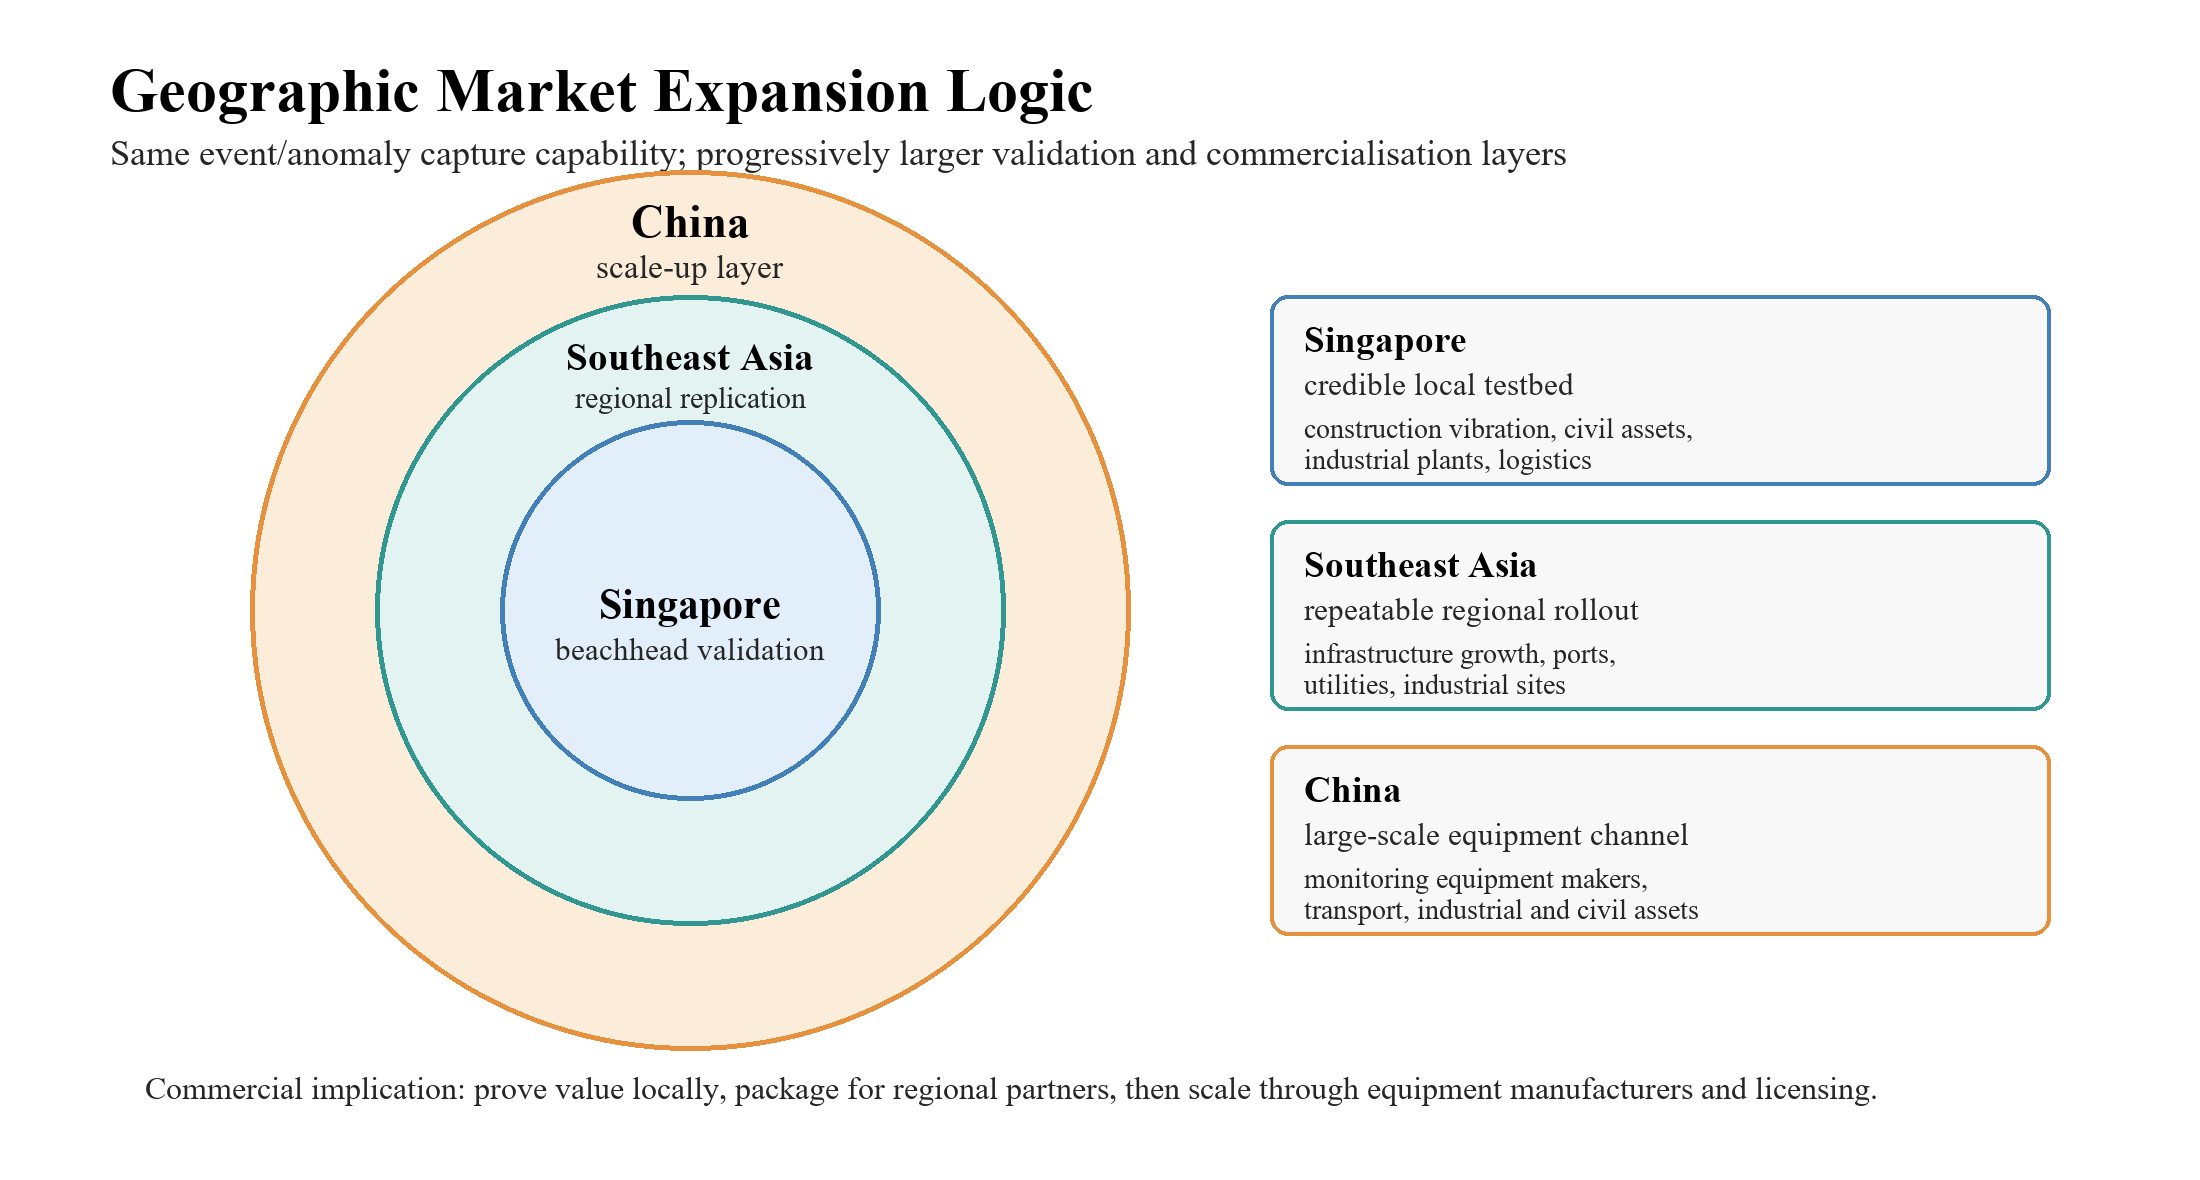 Geographic Market Expansion Logic
Same event/anomaly capture capability; progressively larger validation and commercialisation layers
China
scale-up layer
Southeast Asia
regional replication
Singapore
beachhead validation
Singapore
credible local testbed
construction vibration, civil assets,
industrial plants, logistics
Southeast Asia
repeatable regional rollout
infrastructure growth, ports,
utilities, industrial sites
China
large-scale equipment channel
monitoring equipment makers,
transport, industrial and civil assets
Commercial implication: prove value locally, package for regional partners, then scale through equipment manufacturers and licensing.